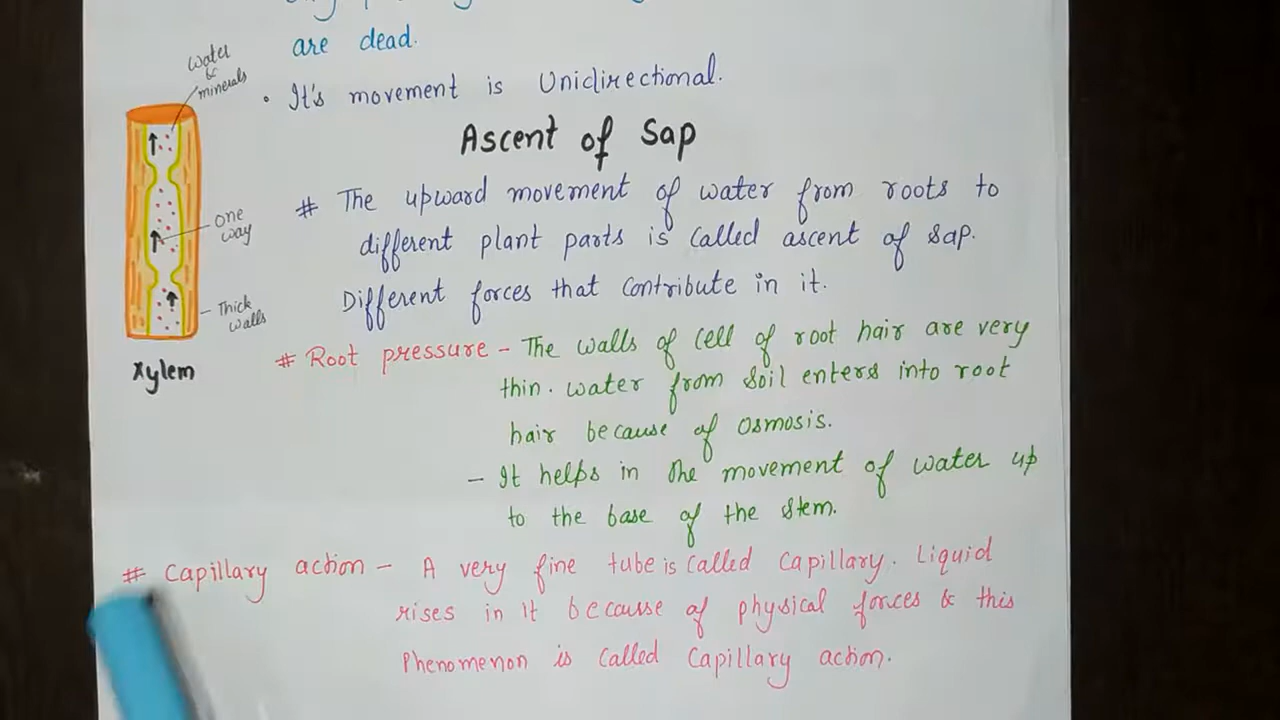 are dead.
water
&
minerals
• It's movement is Unidirectional.
Ascent of Sap
# The upward movement of water from roots to
different plant parts is called ascent of sap.
one
way
Different forces that contribute in it.
Thick
walls
Xylem
# Root pressure - The walls of cell of root hair are very
thin. water from soil enters into root
hair because of osmosis.
- It helps in the movement of water up
to the base of the stem.
# Capillary action - A very fine tube is called capillary. Liquid
rises in it because of physical forces & this
Phenomenon is called Capillary action.